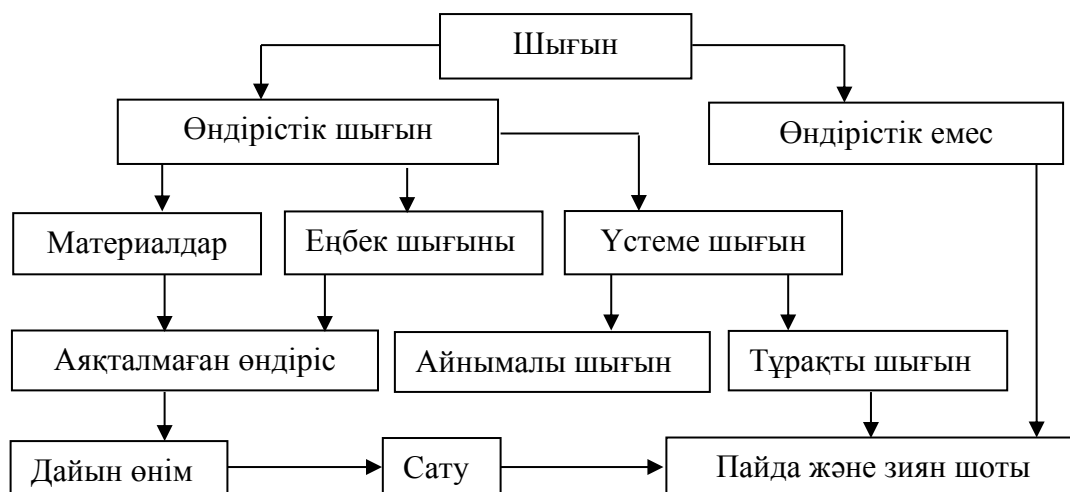 Шығын
Өндірістік шығын
Өндірістік емес
Материалдар
Еңбек шығыны
Үстеме шығын
Аяқталмаған өндіріс
Айнымалы шығын
Тұрақты шығын
Дайын өнім
Сату
Пайда және зиян шоты